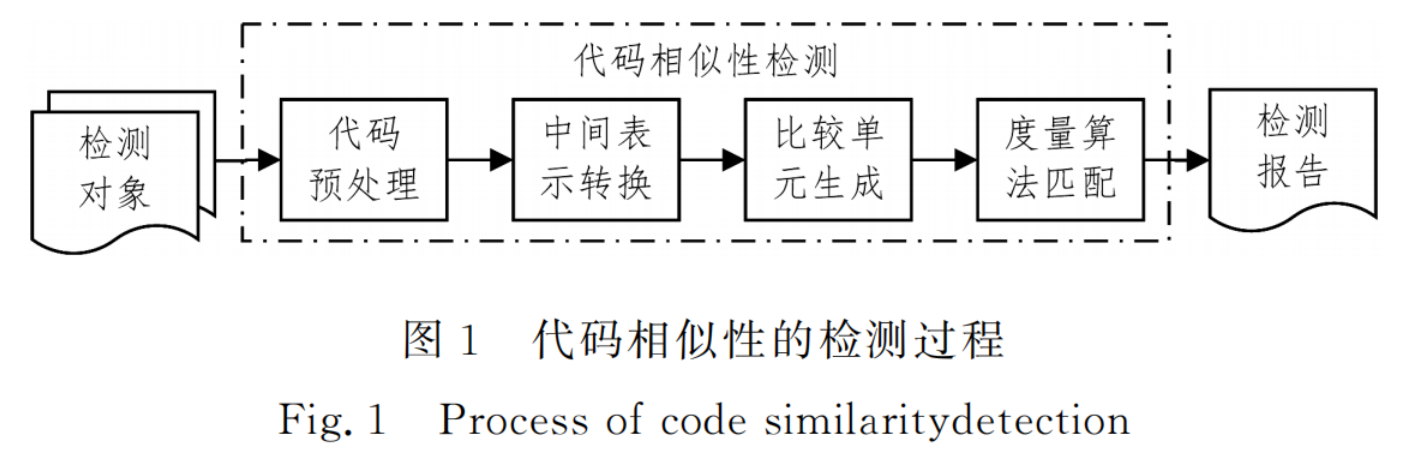 代码相似性检测
检测
对象
代码
预处理
中间表
示转换
比较单
元生成
度量算
法匹配
检测
报告
图 1 代码相似性的检测过程
Fig. 1 Process of code similaritydetection